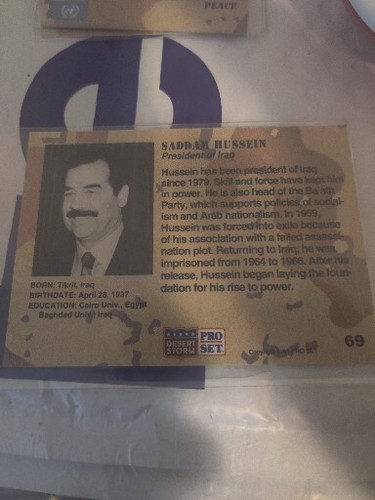 PEACE
SADDAM HUSSEIN
President of Iraq
Hussein has been president of Iraq
since 1979. Skill and force have kept him
in power. He is also head of the Ba'ath
Party, which supports policies of social-
ism and Arab nationalism. In 1959,
Hussein was forced into exile because
of his association with a failed assassi-
nation plot. Returning to Iraq, he was
imprisoned from 1964 to 1966. After his
release, Hussein began laying the foun-
dation for his rise to power.
BORN: Tikrit, Iraq
BIRTHDATE: April 28, 1937
EDUCATION: Cairo Univ., Egypt
Baghdad Univ., Iraq
DESERT
STORM
PRO
SET.
69